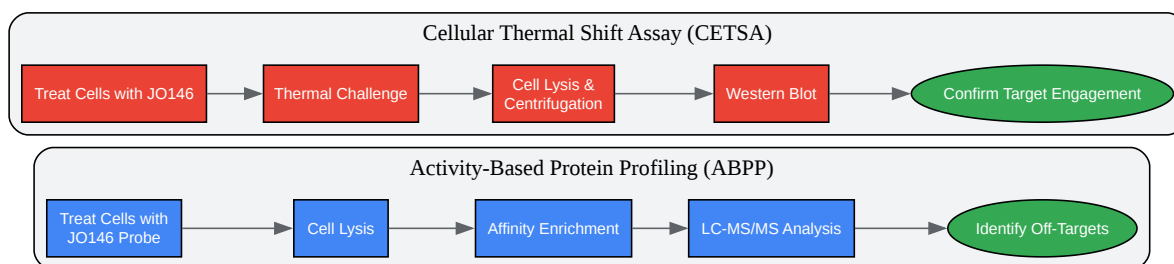 Cellular Thermal Shift Assay (CETSA)
Treat Cells with JO146
Thermal Challenge
Cell Lysis &
Centrifugation
Western Blot
Confirm Target Engagement
Activity-Based Protein Profiling (ABPP)
Treat Cells with
JO146 Probe
Cell Lysis
Affinity Enrichment
LC-MS/MS Analysis
Identify Off-Targets